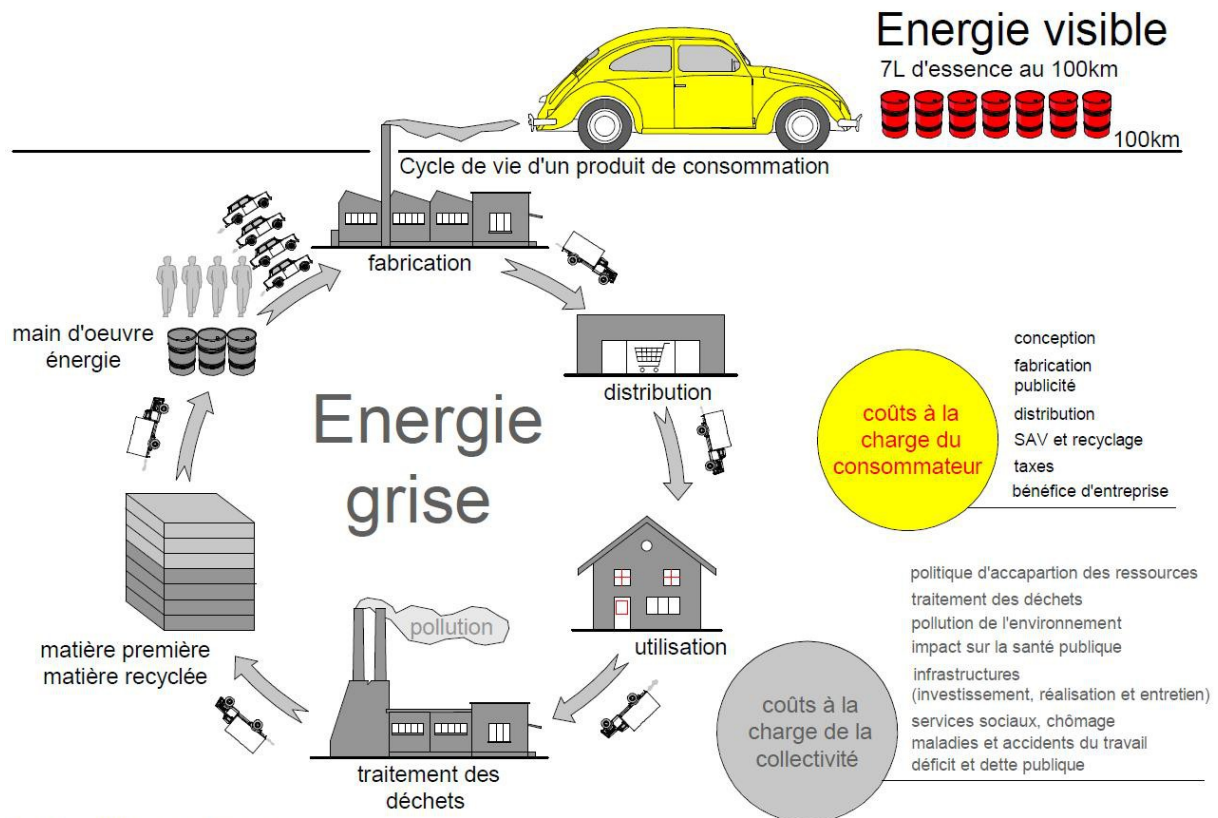 Energie visible
7L d'essence au 100km
100km
Cycle de vie d'un produit de consommation
fabrication
main d'oeuvre
énergie
distribution
Energie
grise
matière première
matière recyclée
pollution
utilisation
traitement des
déchets
coûts à la
charge du
consommateur
conception
fabrication
publicité
distribution
SAV et recyclage
taxes
bénéfice d'entreprise
coûts à la
charge de la
collectivité
politique d'accapartion des ressources
traitement des déchets
pollution de l'environnement
impact sur la santé publique
infrastructures
(investissement, réalisation et entretien)
services sociaux, chômage
maladies et accidents du travail
déficit et dette publique